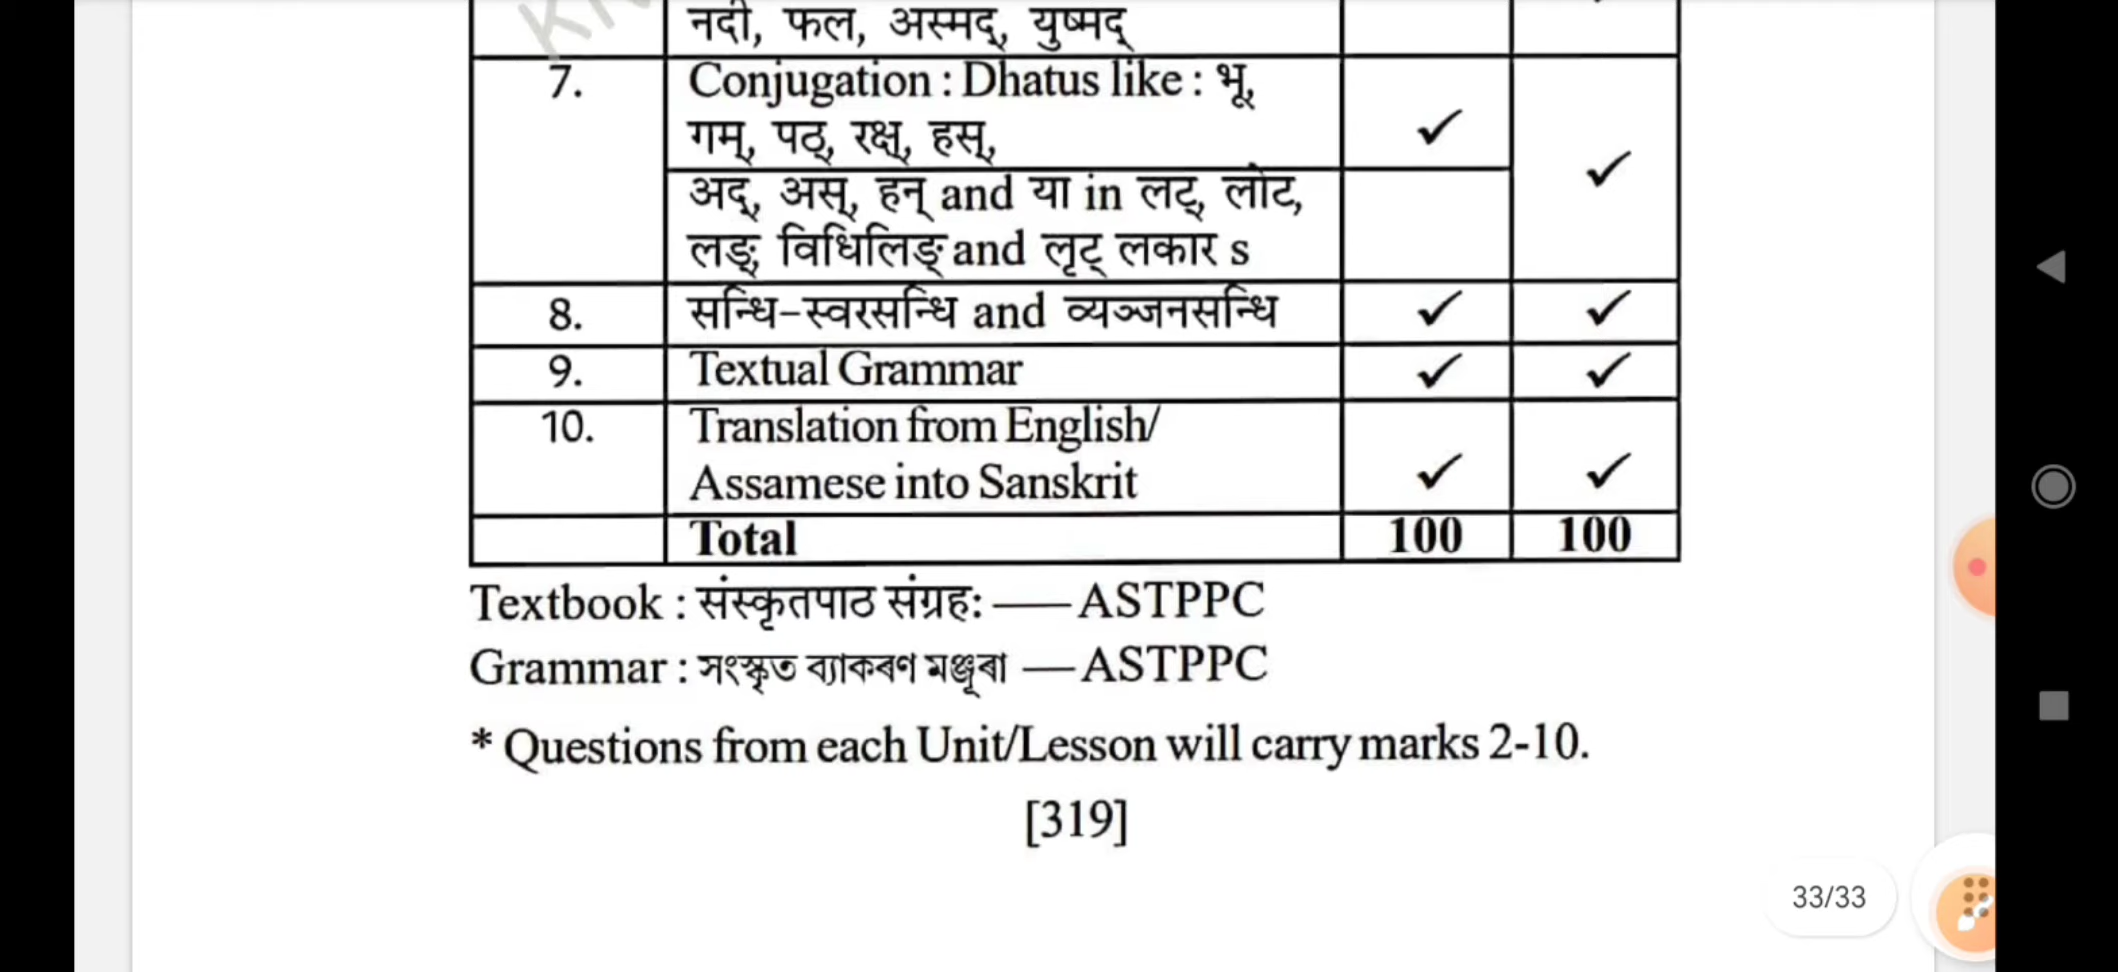 नदी, फल, अस्मद्, युष्मद्
7. Conjugation : Dhatus like : भू,
गम्, पठ्, रक्ष्, हस्,
✓
अद्, अस्, हन् and या in लट्, लोट,
✓
लङ्, विधिलिङ् and लृट् लकार s
8. सन्धि-स्वरसन्धि and व्यञ्जनसन्धि ✓ ✓
9. Textual Grammar ✓ ✓
10. Translation from English/
Assamese into Sanskrit ✓ ✓
Total 100 100
Textbook : संस्कृतपाठ संग्रह: — ASTPPC
Grammar : সংস্কৃত ব্যাকৰণ মঞ্জুৰা — ASTPPC
* Questions from each Unit/Lesson will carry marks 2-10.
[319]
33/33